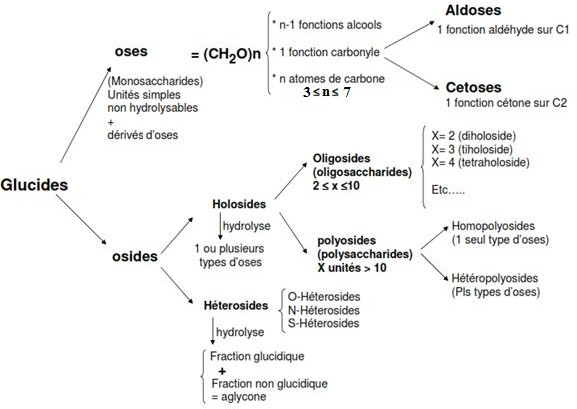 Glucides
oses
= (CH₂O)n
(Monosaccharides)
Unités simples
non hydrolysable
+
dérivés d'oses
* n-1 fonctions alcools
* 1 fonction carbonyle
* n atomes de carbone
3 ≤ n ≤ 7
Aldoses
1 fonction aldéhyde sur C1
Cetoses
1 fonction cétone sur C2
osides
Holosides
hydrolyse
1 ou plusieurs
types d'oses
Oligosides
(oligosaccharides)
2 ≤ x ≤10
X= 2 (diholoside)
X= 3 (tiholoside)
X= 4 (tetraholoside)
Etc.....
polyosides
(polysaccharides)
X unités > 10
Homopolyosides
(1 seul type d'oses)
Hétéropolyosides
(Pls types d'oses)
Héterosides
O-Héterosides
N-Héterosides
S-Héterosides
hydrolyse
Fraction glucidique
+
Fraction non glucidique
= aglycone